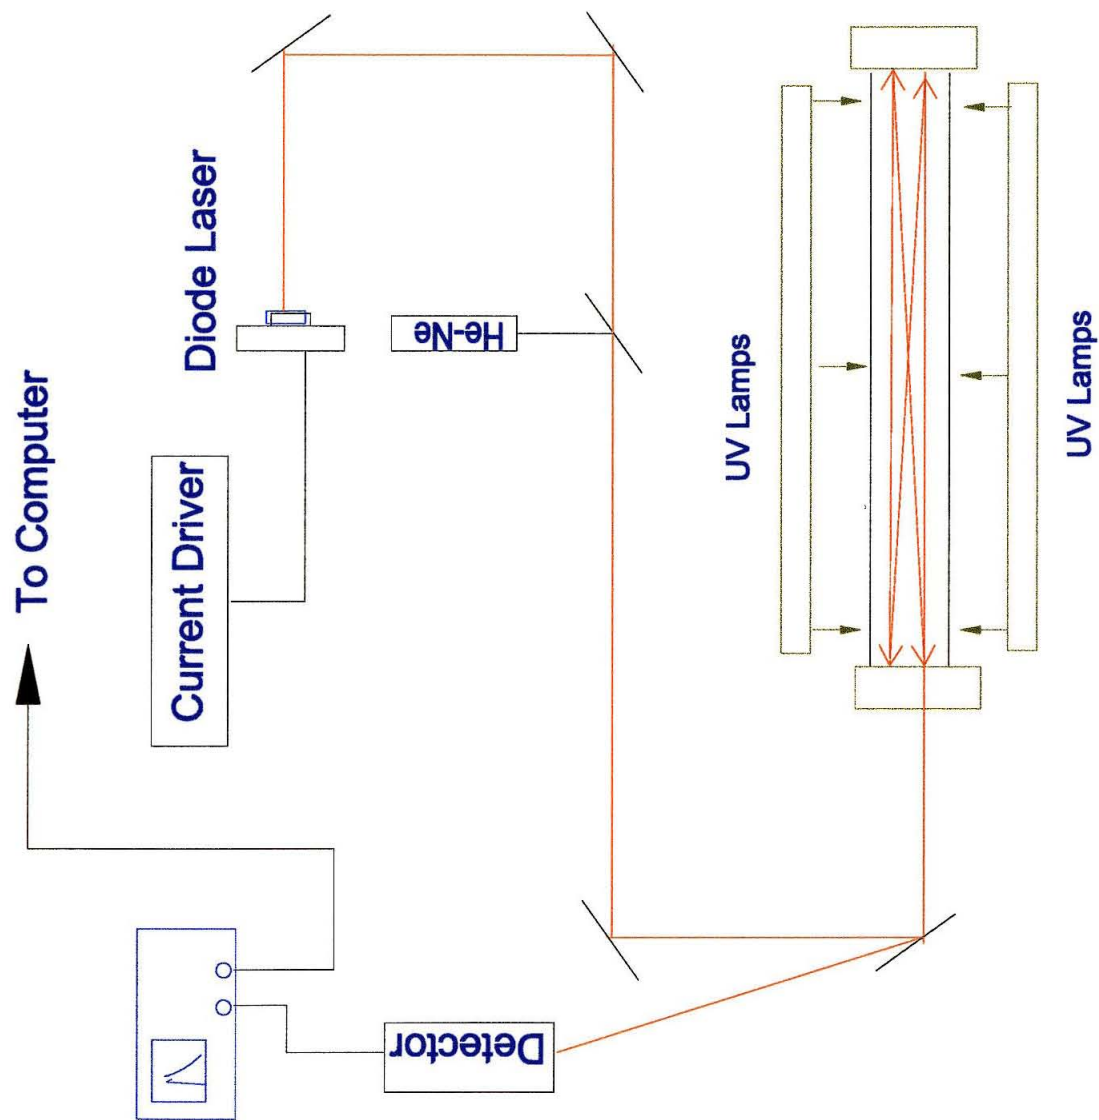 To Computer
Current Driver
Diode Laser
He-Ne
Detector
UV Lamps
UV Lamps